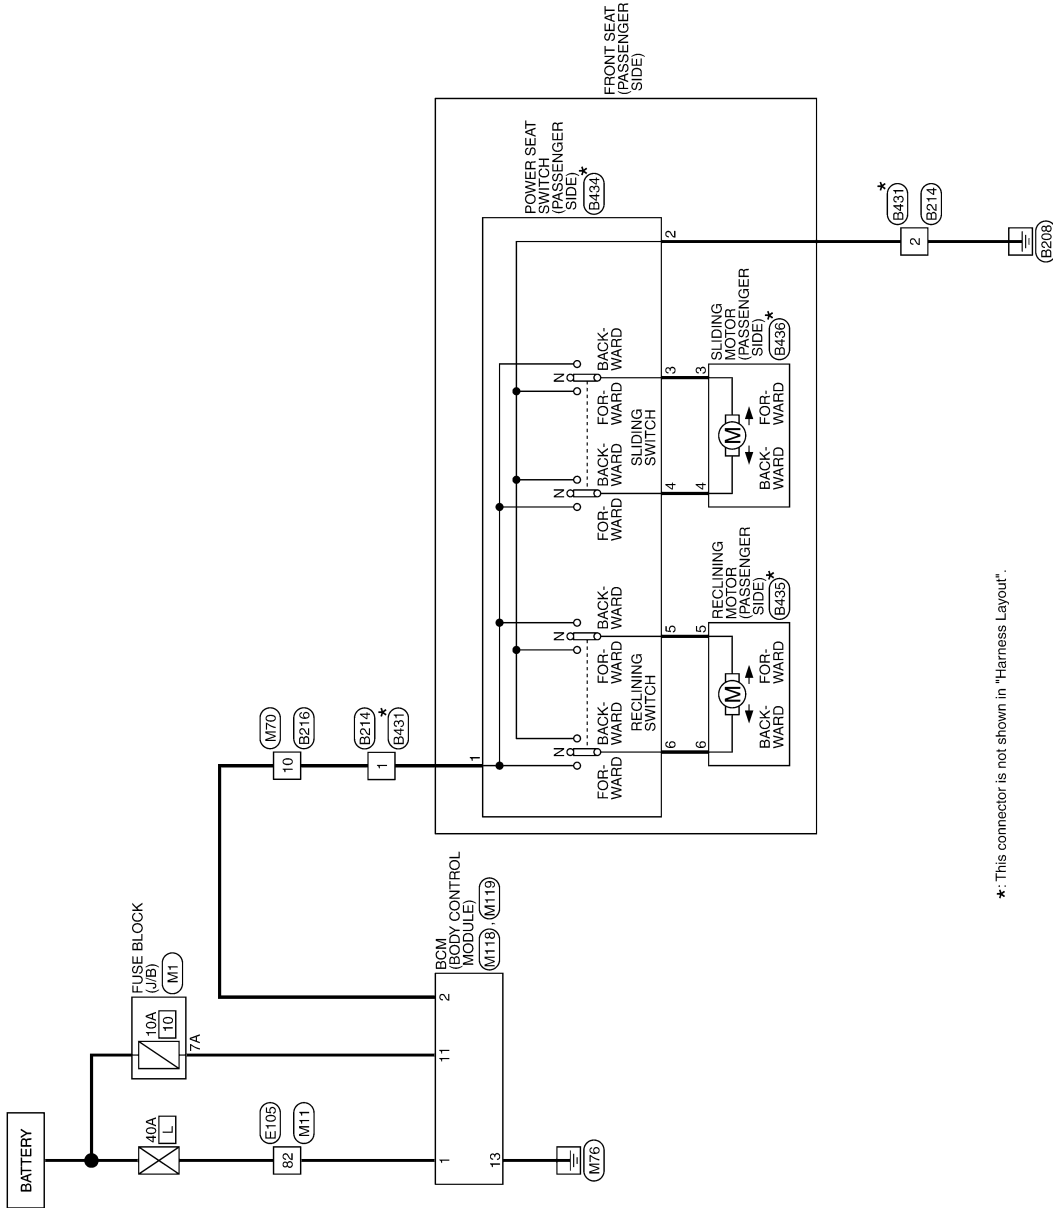 BATTERY
40A
L
E105
82
M11
FUSE BLOCK
(J/B)
M1
10A
10
7A
BCM
(BODY CONTROL
MODULE)
M118 , M119
1
11
2
13
M76
M70
10
B216
B214
1
*
B431
FRONT SEAT
(PASSENGER
SIDE)
POWER SEAT
SWITCH
(PASSENGER
SIDE)
*
B434
1
2
N
FOR-
WARD
BACK-
WARD
N
FOR-
WARD
BACK-
WARD
RECLINING
SWITCH
N
FOR-
WARD
BACK-
WARD
N
FOR-
WARD
BACK-
WARD
SLIDING
SWITCH
6
5
4
3
6
5
4
3
RECLINING
MOTOR
(PASSENGER
SIDE)
*
B435
M
BACK-
WARD
FOR-
WARD
SLIDING
MOTOR
(PASSENGER
SIDE)
*
B436
M
BACK-
WARD
FOR-
WARD
*
B431
2
B214
B208
*: This connector is not shown in "Harness Layout".